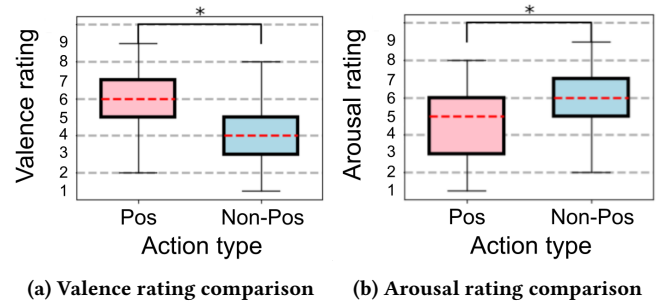 *
Valence rating
9
8
7
6
5
4
3
2
1
Pos Non-Pos
Action type
(a) Valence rating comparison
*
Arousal rating
9
8
7
6
5
4
3
2
1
Pos Non-Pos
Action type
(b) Arousal rating comparison